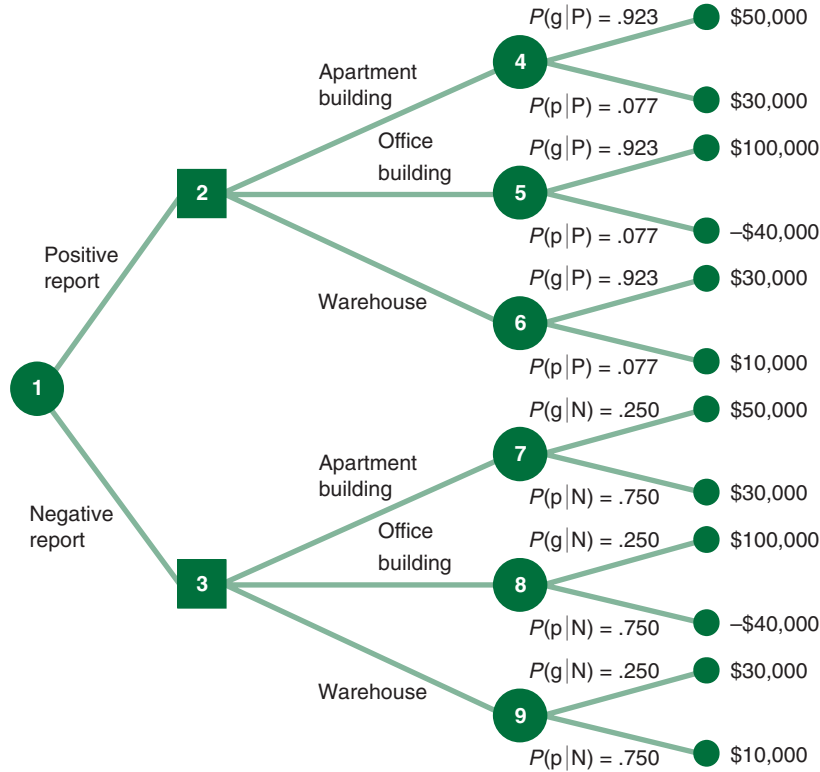 P(g|P) = .923
$50,000
4
Apartment
building
P(p|P) = .077
$30,000
Office
building
P(g|P) = .923
$100,000
2
5
P(p|P) = .077
–$40,000
Positive
report
P(g|P) = .923
$30,000
Warehouse
6
P(p|P) = .077
$10,000
1
P(g|N) = .250
$50,000
7
Apartment
building
P(p|N) = .750
$30,000
Negative
report
Office
building
P(g|N) = .250
$100,000
3
8
P(p|N) = .750
–$40,000
P(g|N) = .250
$30,000
Warehouse
9
P(p|N) = .750
$10,000